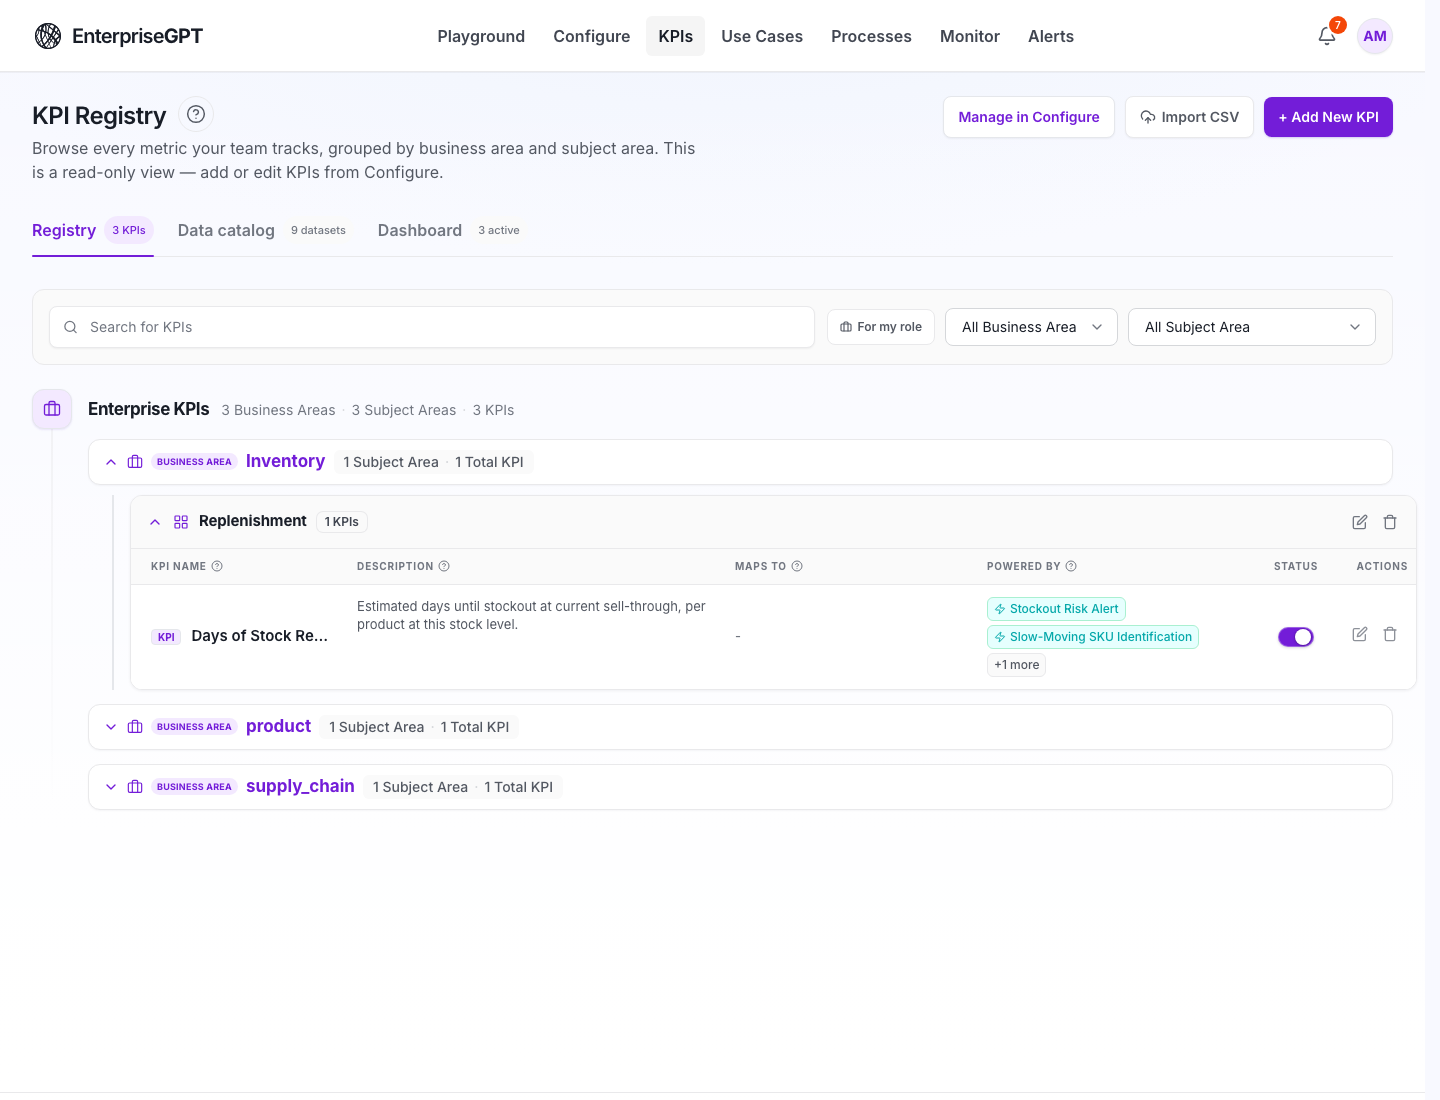 EnterpriseGPT
Playground
Configure
KPIs
Use Cases
Processes
Monitor
Alerts
7
AM
KPI Registry
Manage in Configure
Import CSV
+ Add New KPI
Browse every metric your team tracks, grouped by business area and subject area. This
is a read-only view — add or edit KPIs from Configure.
Registry
3 KPIs
Data catalog
9 datasets
Dashboard
3 active
Search for KPIs
For my role
All Business Area
All Subject Area
Enterprise KPIs
3 Business Areas · 3 Subject Areas · 3 KPIs
BUSINESS AREA
Inventory
1 Subject Area · 1 Total KPI
Replenishment
1 KPIs
KPI NAME
DESCRIPTION
MAPS TO
POWERED BY
STATUS
ACTIONS
KPI
Days of Stock Re...
Estimated days until stockout at current sell-through, per
product at this stock level.
-
Stockout Risk Alert
Slow-Moving SKU Identification
+1 more
BUSINESS AREA
product
1 Subject Area · 1 Total KPI
BUSINESS AREA
supply_chain
1 Subject Area · 1 Total KPI